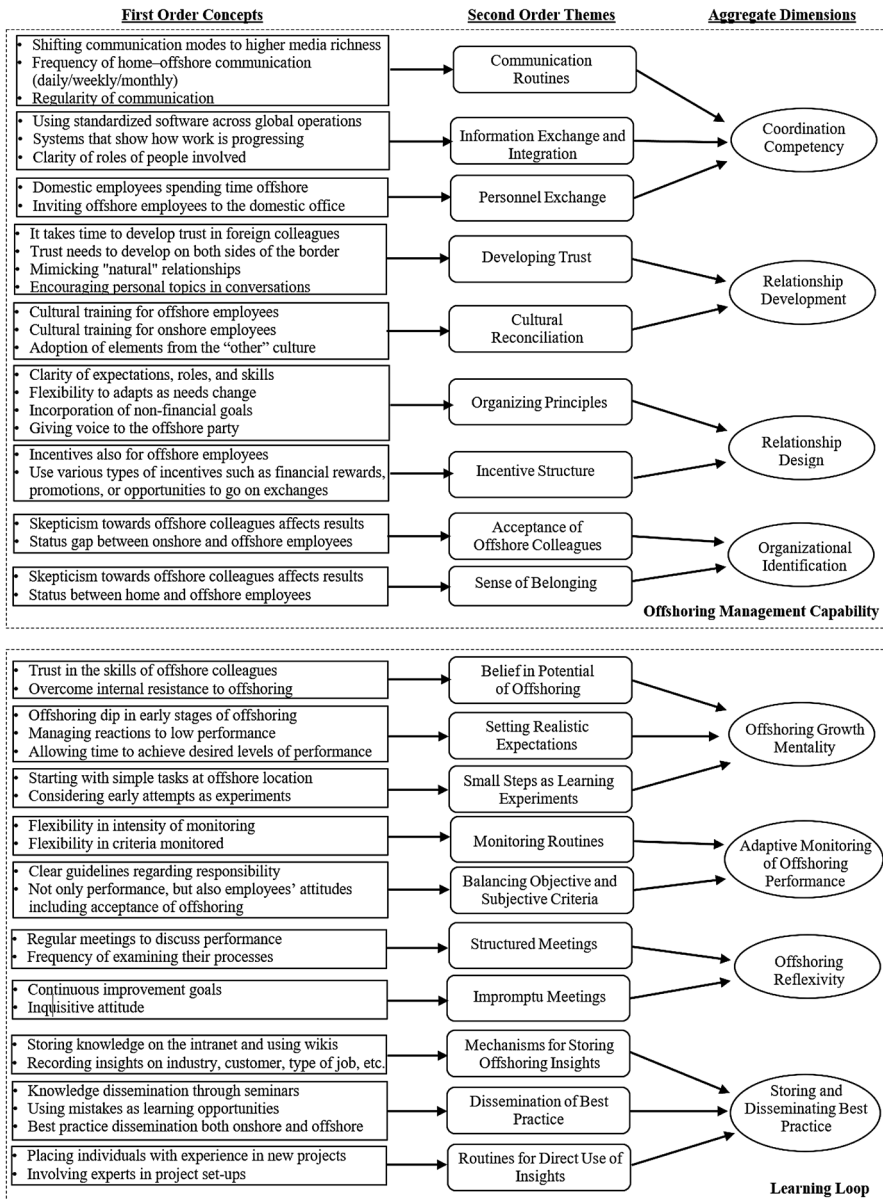 First Order Concepts
Second Order Themes
Aggregate Dimensions
• Shifting communication modes to higher media richness
• Frequency of home–offshore communication
(daily/weekly/monthly)
• Regularity of communication
Communication
Routines
• Using standardized software across global operations
• Systems that show how work is progressing
• Clarity of roles of people involved
Information Exchange and
Integration
Coordination
Competency
• Domestic employees spending time offshore
• Inviting offshore employees to the domestic office
Personnel Exchange
• It takes time to develop trust in foreign colleagues
• Trust needs to develop on both sides of the border
• Mimicking "natural" relationships
• Encouraging personal topics in conversations
Developing Trust
Relationship
Development
• Cultural training for offshore employees
• Cultural training for onshore employees
• Adoption of elements from the “other” culture
Cultural
Reconciliation
• Clarity of expectations, roles, and skills
• Flexibility to adapts as needs change
• Incorporation of non-financial goals
• Giving voice to the offshore party
Organizing Principles
Relationship
Design
• Incentives also for offshore employees
• Use various types of incentives such as financial rewards,
promotions, or opportunities to go on exchanges
Incentive Structure
• Skepticism towards offshore colleagues affects results
• Status gap between onshore and offshore employees
Acceptance of
Offshore Colleagues
Organizational
Identification
• Skepticism towards offshore colleagues affects results
• Status between home and offshore employees
Sense of Belonging
Offshoring Management Capability
• Trust in the skills of offshore colleagues
• Overcome internal resistance to offshoring
Belief in Potential
of Offshoring
• Offshoring dip in early stages of offshoring
• Managing reactions to low performance
• Allowing time to achieve desired levels of performance
Setting Realistic
Expectations
Offshoring Growth
Mentality
• Starting with simple tasks at offshore location
• Considering early attempts as experiments
Small Steps as Learning
Experiments
• Flexibility in intensity of monitoring
• Flexibility in criteria monitored
Monitoring Routines
Adaptive Monitoring
of Offshoring
Performance
• Clear guidelines regarding responsibility
• Not only performance, but also employees’ attitudes
including acceptance of offshoring
Balancing Objective and
Subjective Criteria
• Regular meetings to discuss performance
• Frequency of examining their processes
Structured Meetings
Offshoring
Reflexivity
• Continuous improvement goals
• Inquisitive attitude
Impromptu Meetings
• Storing knowledge on the intranet and using wikis
• Recording insights on industry, customer, type of job, etc.
Mechanisms for Storing
Offshoring Insights
• Knowledge dissemination through seminars
• Using mistakes as learning opportunities
• Best practice dissemination both onshore and offshore
Dissemination of Best
Practice
Storing and
Disseminating Best
Practice
• Placing individuals with experience in new projects
• Involving experts in project set-ups
Routines for Direct Use of
Insights
Learning Loop